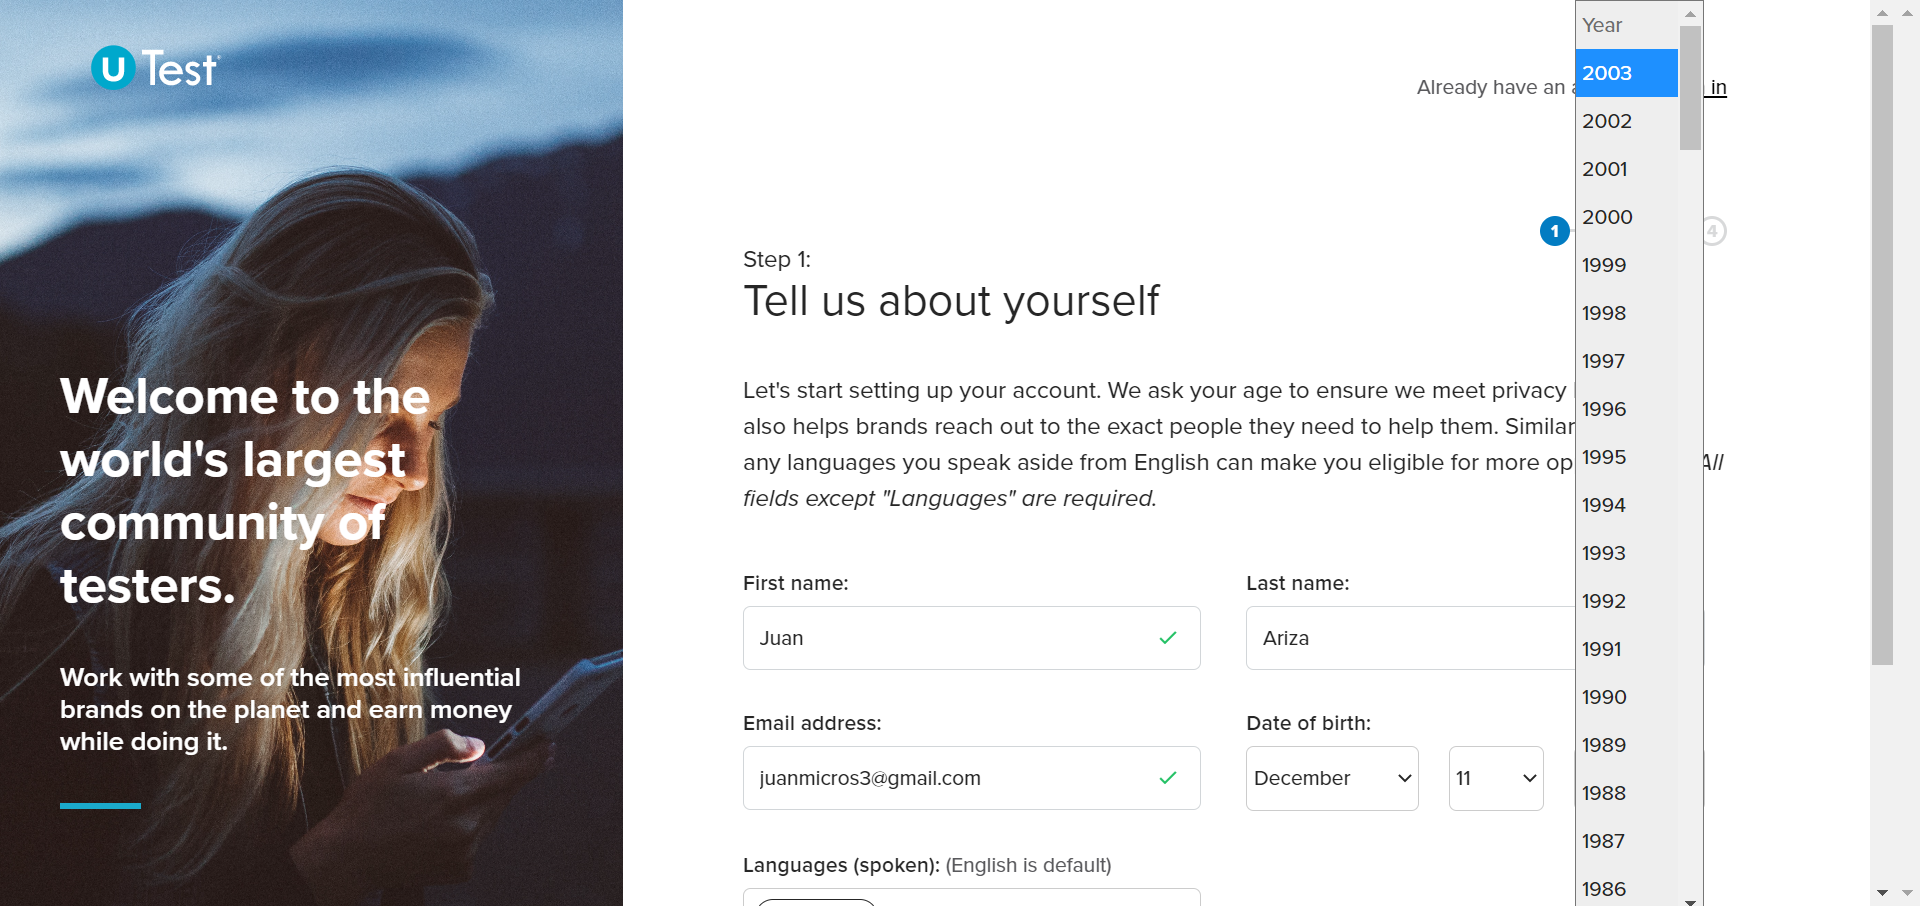 u Test
Welcome to the
world's largest
community of
testers.
Work with some of the most influential
brands on the planet and earn money
while doing it.
Already have an
in
1
4
Step 1:
Tell us about yourself
Let's start setting up your account. We ask your age to ensure we meet privacy
also helps brands reach out to the exact people they need to help them.
any languages you speak aside from English can make you eligible for more
All
fields except "Languages" are required.
First name:
Juan
Last name:
Ariza
Email address:
juanmicros3@gmail.com
Date of birth:
December
11
Languages (spoken): (English is default)
Year
2003
2002
2001
2000
1999
1998
1997
1996
1995
1994
1993
1992
1991
1990
1989
1988
1987
1986